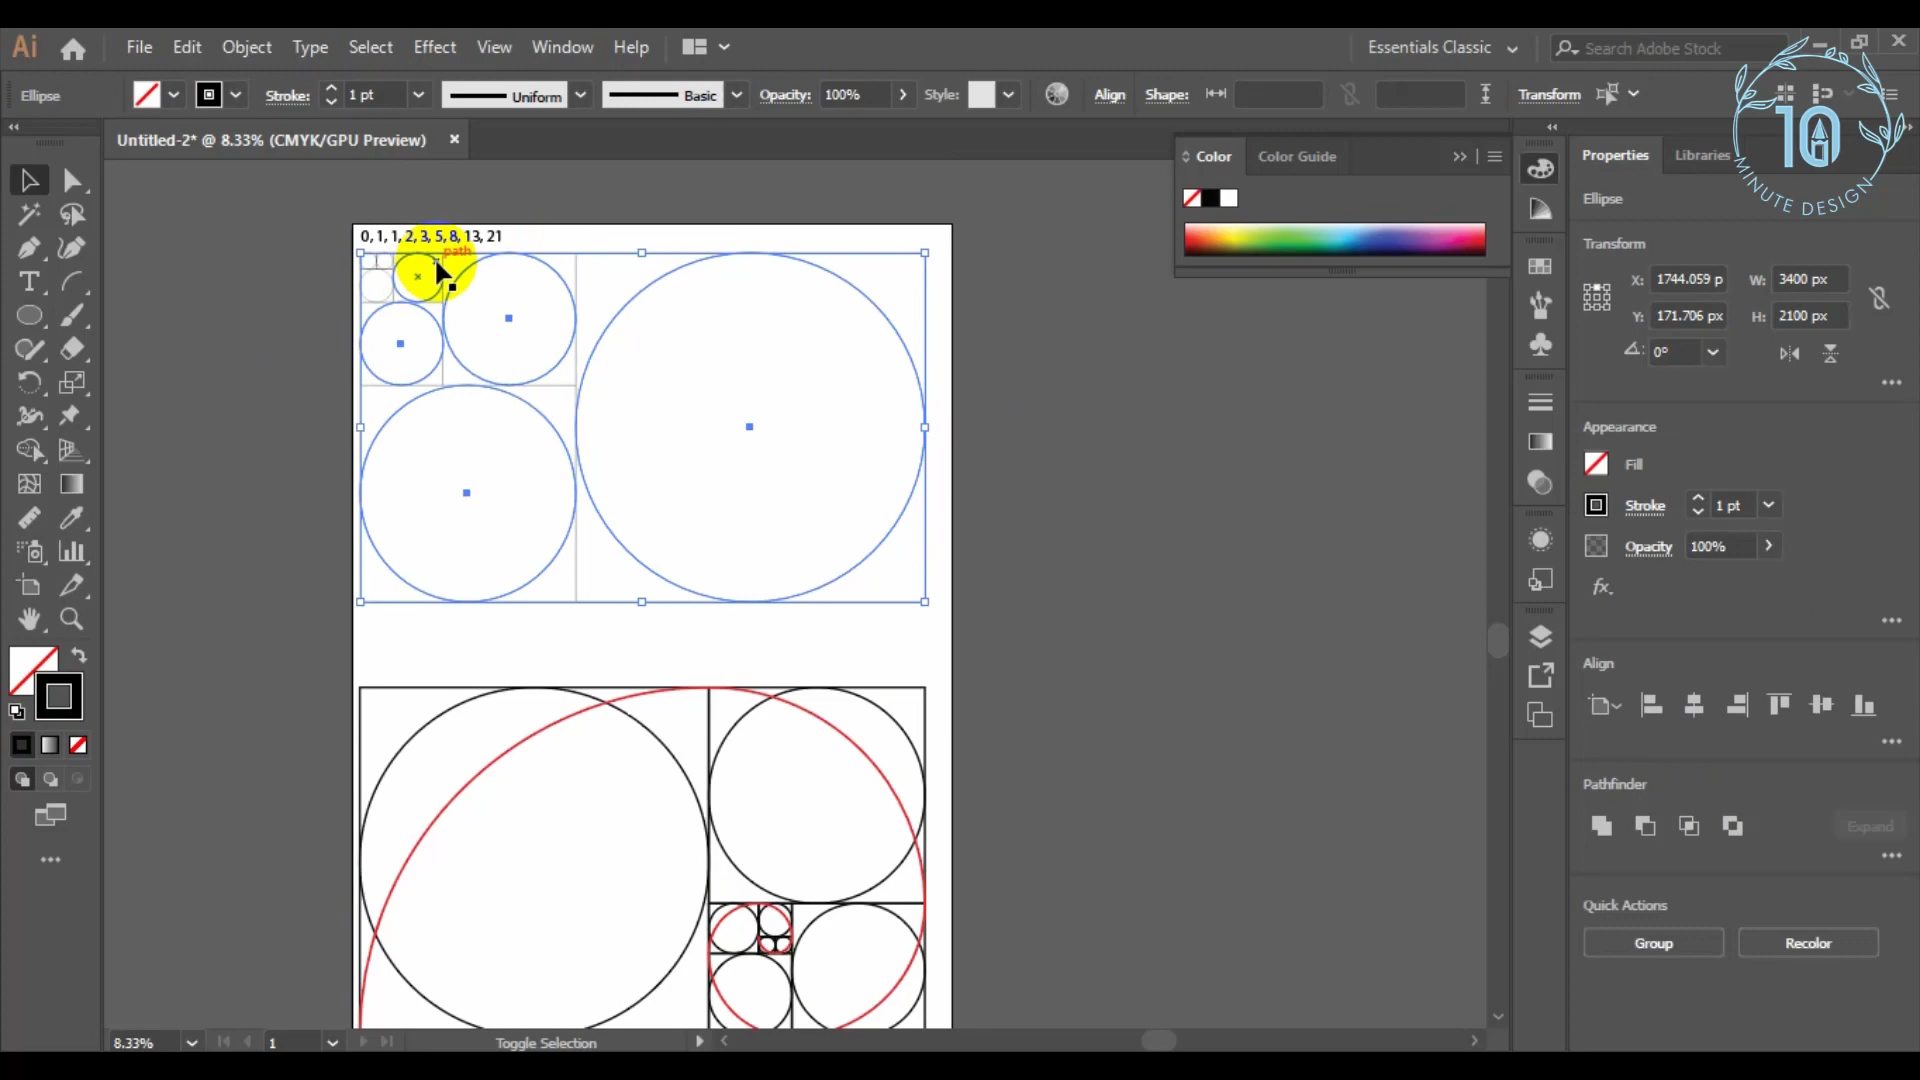 Ai File Edit Object Type Select Effect View Window Help Essentials Classic Search Adobe Stock
Ellipse Stroke: 1 pt Uniform Basic Opacity: 100% Style: Align Shape: Transform
10
MINUTE DESIGN
Untitled-2* @ 8.33% (CMYK/GPU Preview)
Color Color Guide
Properties Libraries
Ellipse
0, 1, 1, 2, 3, 5, 8, 13, 21
path
Transform
X: 1744.059 p W: 3400 px
Y: 171.706 px H: 2100 px
0°
Appearance
Fill
Stroke 1 pt
Opacity 100%
fx.
Align
Pathfinder
Expand
Quick Actions
Group Recolor
8.33% 1 Toggle Selection